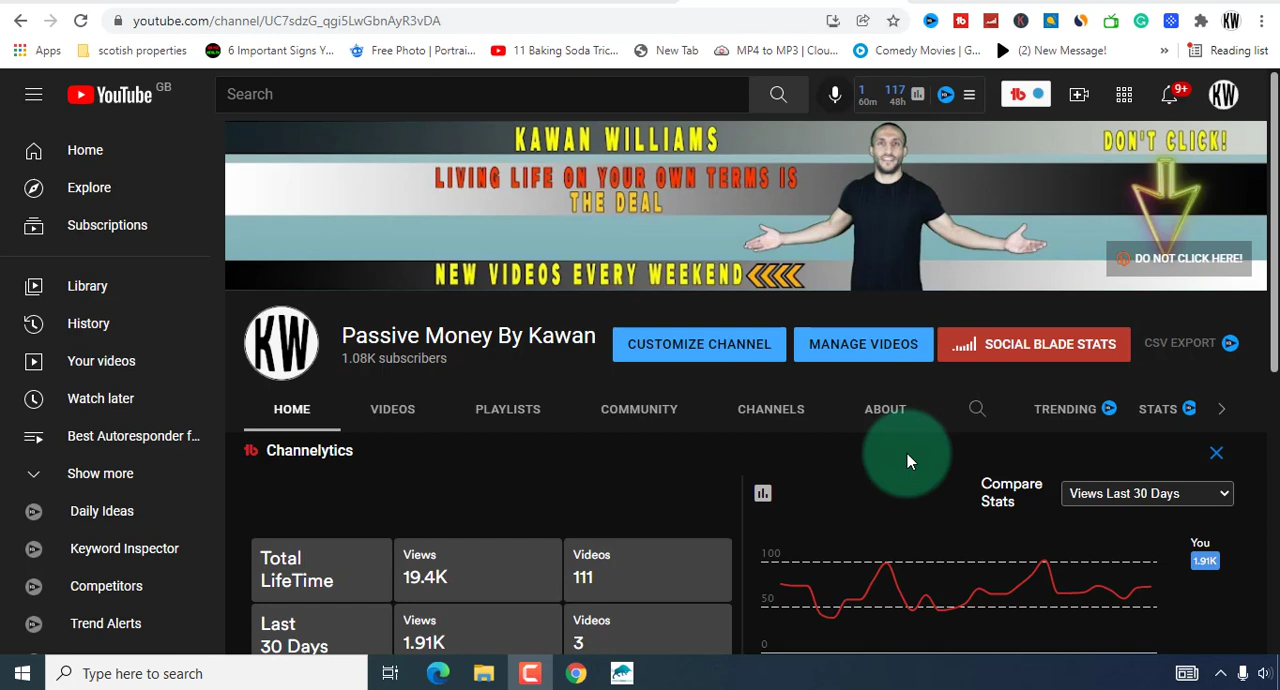 youtube.com/channel/UC7sdzG_qgi5LwGbnAyR3vDA
Apps
scotish properties
6 Important Signs Y...
Free Photo | Portrai...
11 Baking Soda Tric...
New Tab
MP4 to MP3 | Clou...
Comedy Movies | G...
(2) New Message!
»
Reading list
YouTube GB
Search
1
60m
117
48h
tb
9+
KW
KAWAN WILLIAMS
LIVING LIFE ON YOUR OWN TERMS IS
THE DEAL
NEW VIDEOS EVERY WEEKEND
DON'T CLICK!
DO NOT CLICK HERE!
Home
Explore
Subscriptions
Library
History
Your videos
Watch later
Best Autoresponder f...
Show more
Daily Ideas
Keyword Inspector
Competitors
Trend Alerts
KW
Passive Money By Kawan
1.08K subscribers
CUSTOMIZE CHANNEL
MANAGE VIDEOS
SOCIAL BLADE STATS
CSV EXPORT
HOME
VIDEOS
PLAYLISTS
COMMUNITY
CHANNELS
ABOUT
TRENDING
STATS
tb Channelytics
Total
LifeTime
Views
19.4K
Videos
111
Last
30 Days
Views
1.91K
Videos
3
Compare
Stats
Views Last 30 Days
You
1.91K
100
50
0
Type here to search